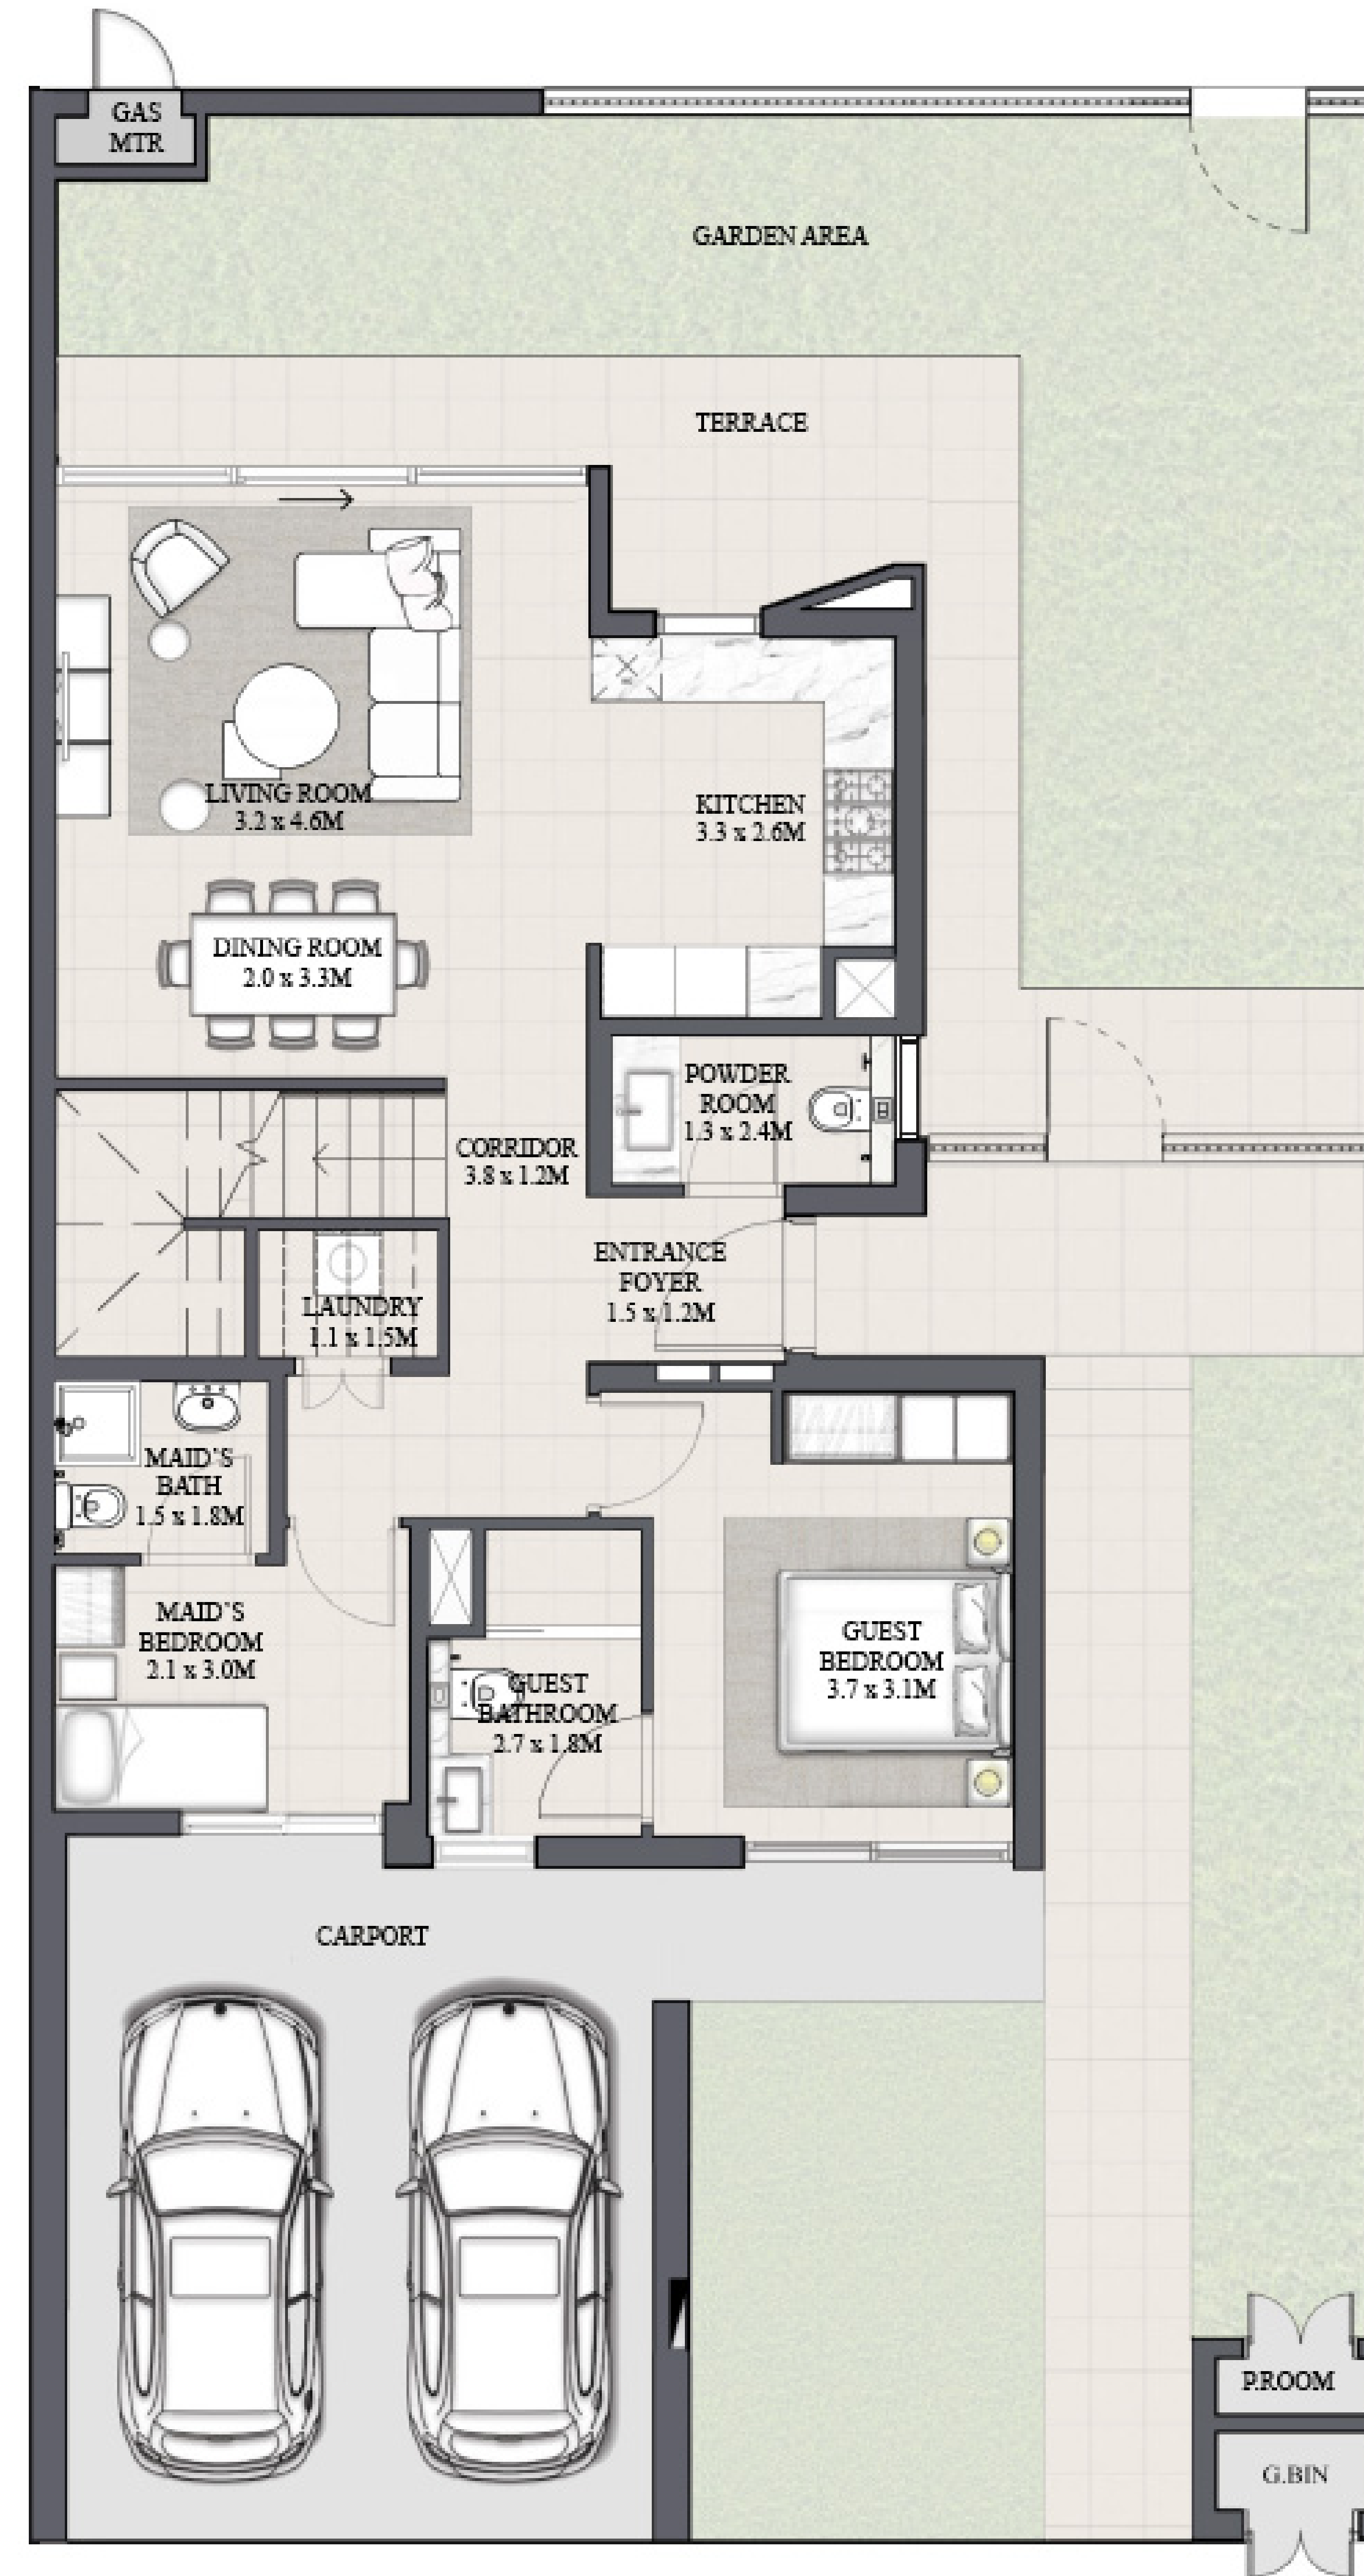 GAS
MTR
GARDEN AREA
TERRACE
LIVING ROOM
3.2 x 4.6M
KITCHEN
3.3 x 2.6M
DINING ROOM
2.0 x 3.3M
POWDER
ROOM
1.3 x 2.4M
CORRIDOR
3.8 x 1.2M
ENTRANCE
FOYER
1.5 x 1.2M
LAUNDRY
1.1 x 1.5M
MAID'S
BATH
1.5 x 1.8M
MAID'S
BEDROOM
2.1 x 3.0M
GUEST
BATHROOM
2.7 x 1.8M
GUEST
BEDROOM
3.7 x 3.1M
CARPORT
P.ROOM
G.BIN